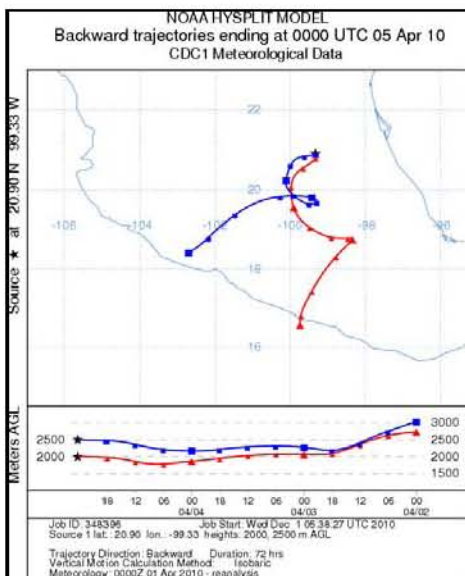 NOAA HYSPLIT MODEL
Backward trajectories ending at 0000 UTC 05 Apr 10
CDC1 Meteorological Data
Source ★ at 20.90 N 99.33 W
22
20
-106
-104
-102
-100
-98
-96
18
16
Meters AGL
2500
2000
3000
2500
2000
1500
18 12 06 00 18 12 06 00 18 12 06 00
04/04 04/03 04/02
Job ID: 348396 Job Start: Wed Dec 1 05:38:27 UTC 2010
Source 1 lat.: 20.90 lon.: -99.33 heights: 2000, 2500 m AGL
Trajectory Direction: Backward Duration: 72 hrs
Vertical Motion Calculation Method: Isobaric
Meteorology: 0000Z 01 Apr 2010 - reanalysis